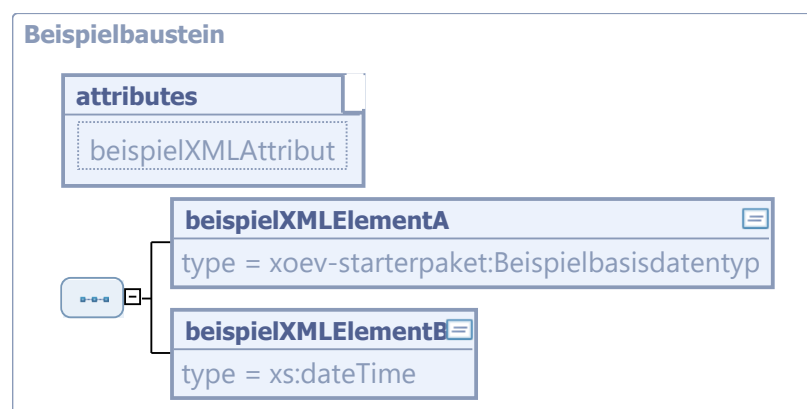 Beispielbaustein
attributes
beispielXMLAttribut
beispielXMLElementA
type = xoev-starterpaket:Beispielbasisdatentyp
beispielXMLElementB
type = xs:dateTime